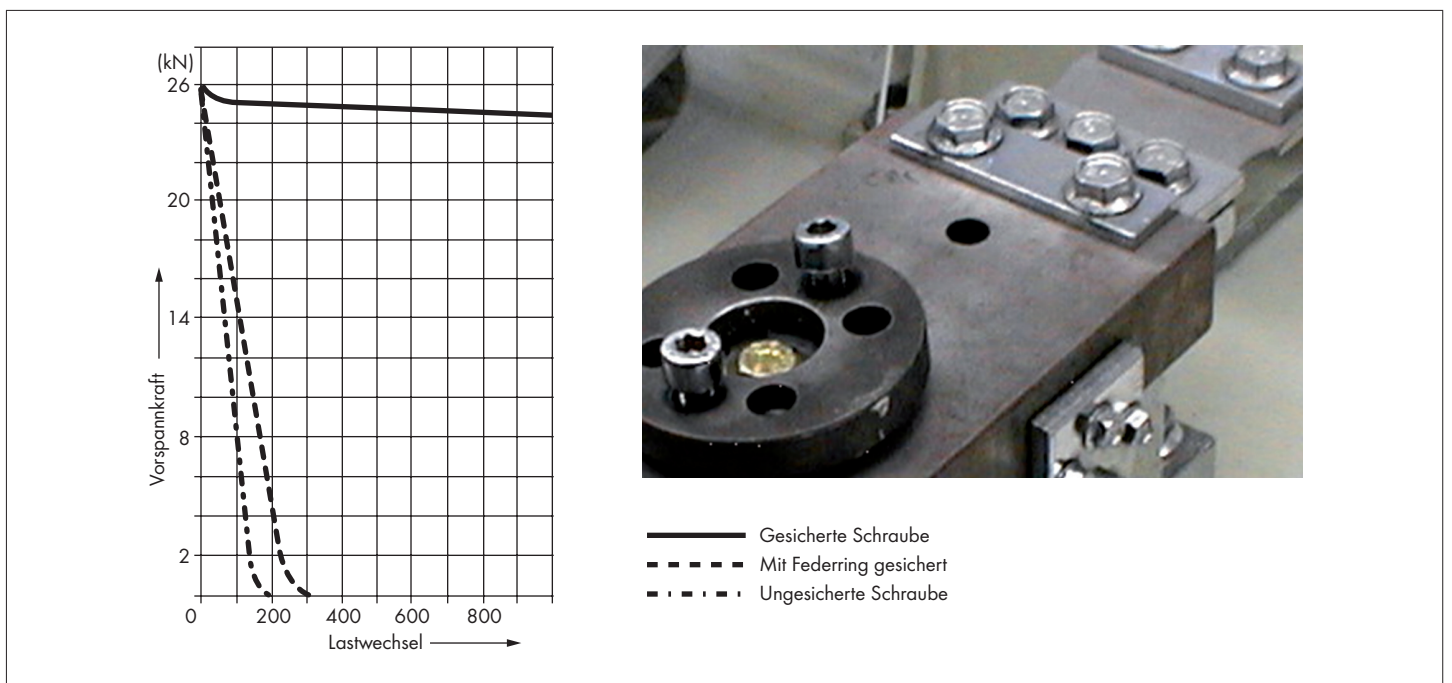 (kN)
26
20
14
8
2
Vorspannkraft
0 200 400 600 800
Lastwechsel
Gesicherte Schraube
Mit Federring gesichert
Ungesicherte Schraube